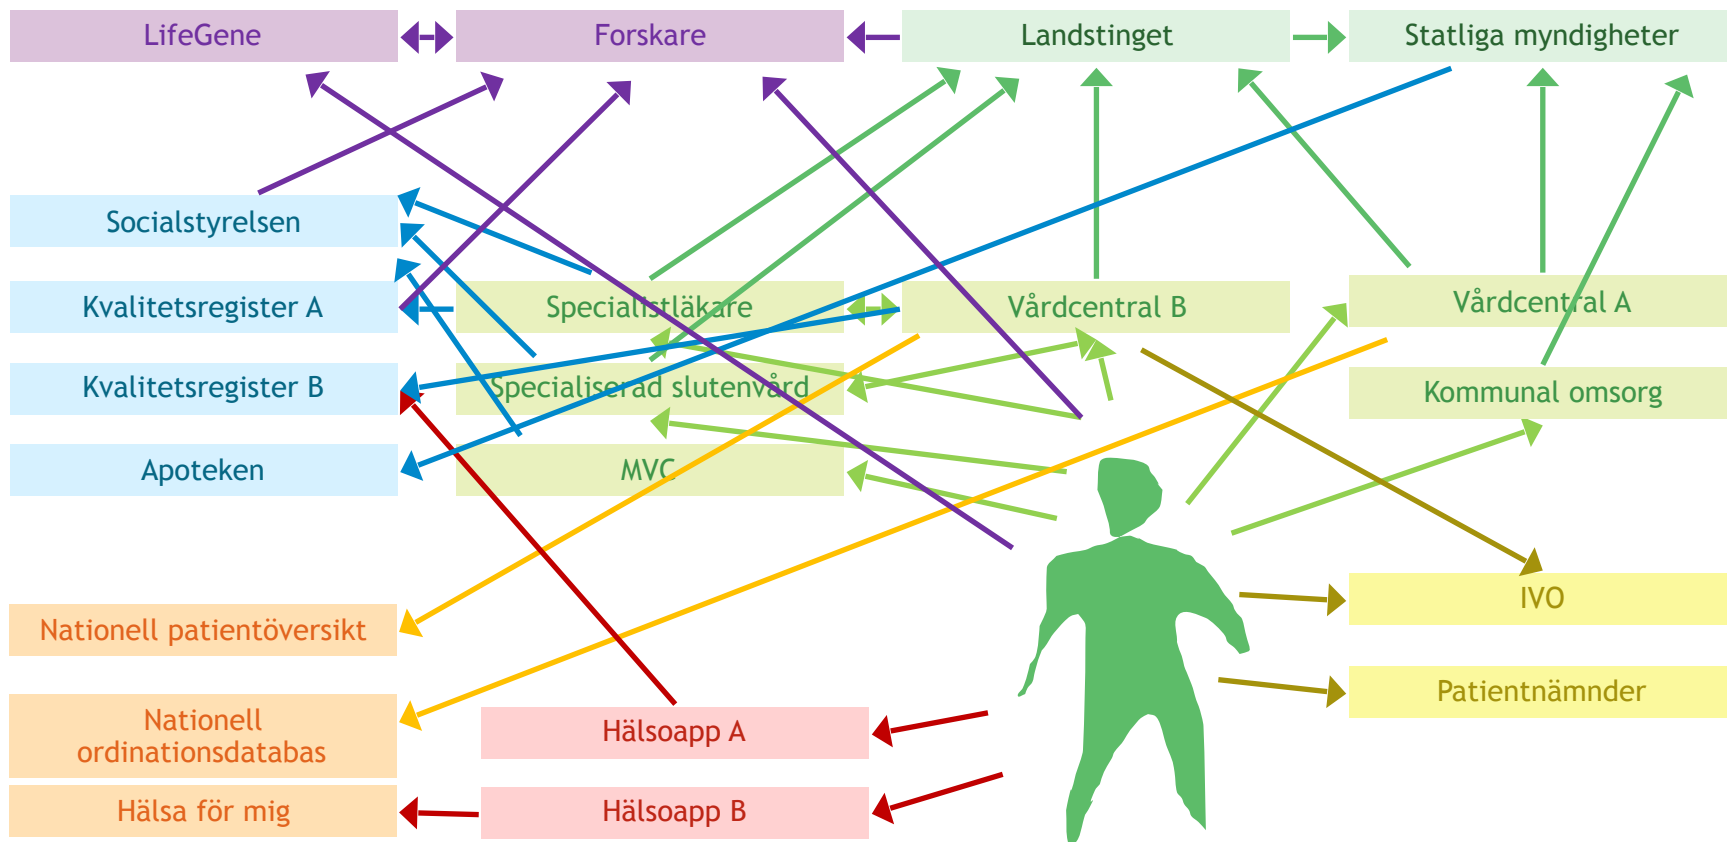 LifeGene
Forskare
Landstinget
Statliga myndigheter
Socialstyrelsen
Kvalitetsregister A
Specialistläkare
Vårdcentral B
Vårdcentral A
Kvalitetsregister B
Specialiserad slutenvård
Kommunal omsorg
Apoteken
MVC
IVO
Nationell patientöversikt
Patientnämnder
Nationell
ordinationsdatabas
Hälsoapp A
Hälsa för mig
Hälsoapp B